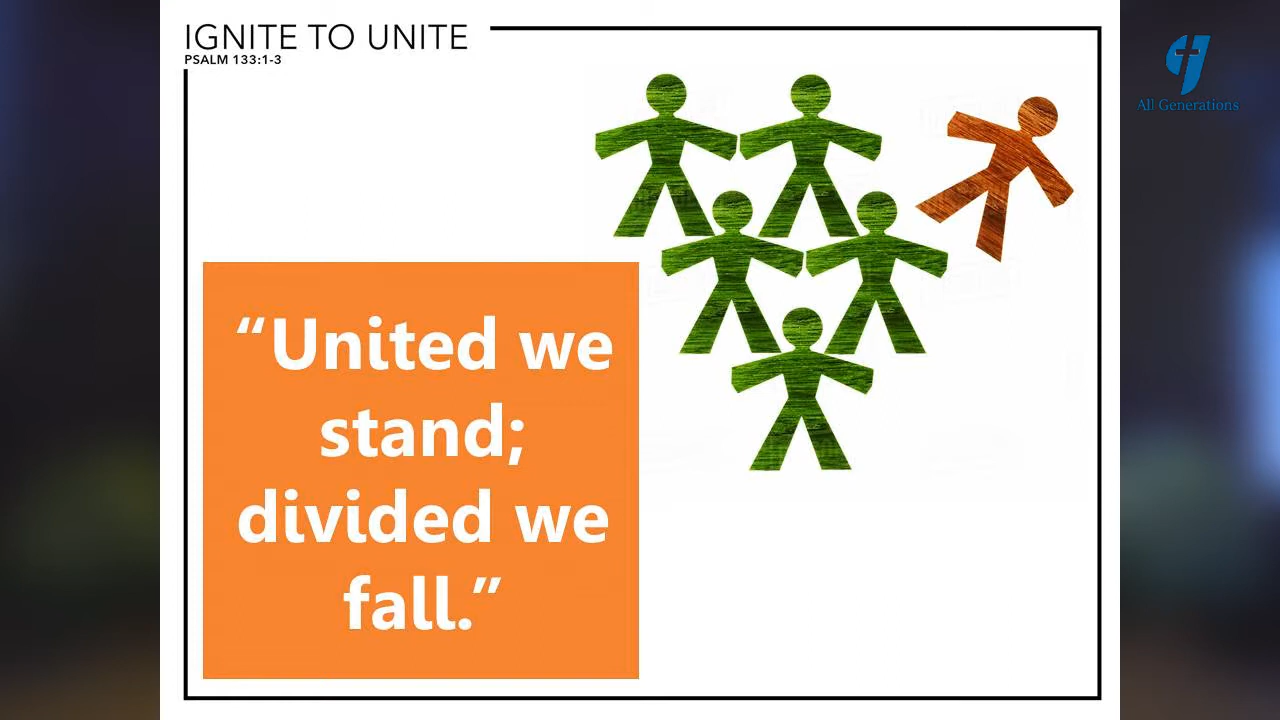 IGNITE TO UNITE
PSALM 133:1-3
All Generations
“United we
stand;
divided we
fall.”